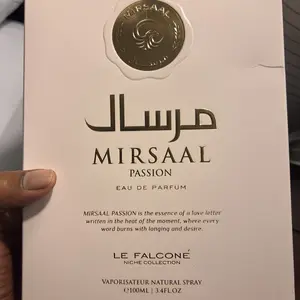 MIRSAAL
مرسال
MIRSAAL
PASSION
EAU DE PARFUM
MIRSAAL PASSION is the essence of a love letter
written in the heat of the moment, where every
word burns with longing and desire.
LE FALCONÉ
NICHE COLLECTION
VAPORISATEUR NATURAL SPRAY
℮100ML | 3.4FL.OZ